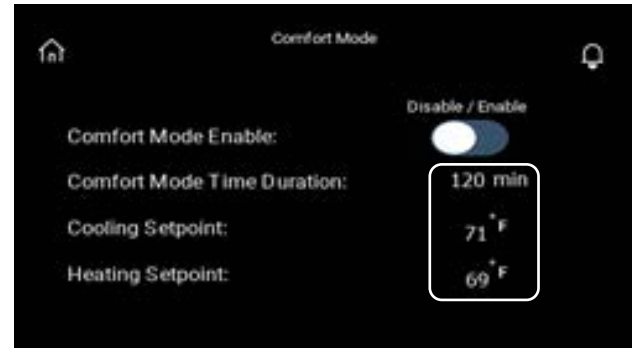 Comfort Mode
Disable / Enable
Comfort Mode Enable:
Comfort Mode Time Duration: 120 min
Cooling Setpoint: 71°F
Heating Setpoint: 69°F